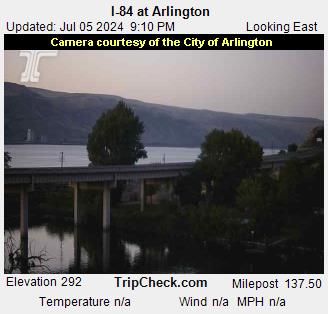 I-84 at Arlington
Updated: Jul 05 2024 9:10 PM Looking East
Camera courtesy of the City of Arlington
Elevation 292 TripCheck.com Milepost 137.50
Temperature n/a Wind n/a MPH n/a